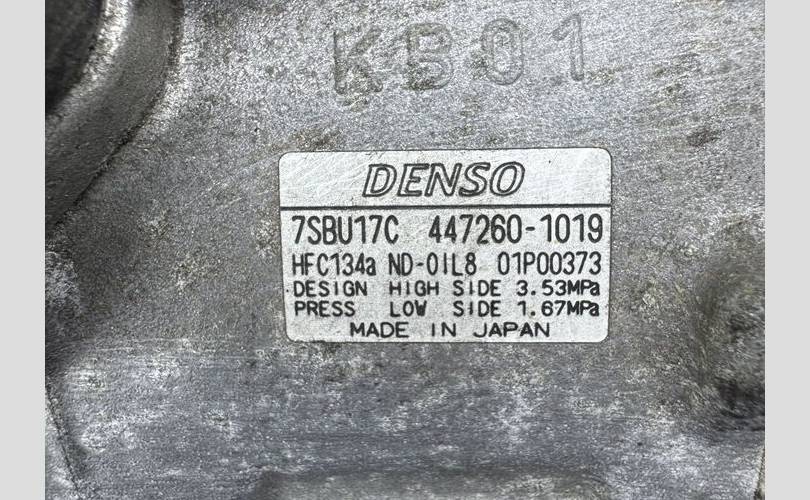 KB01
DENSO
7SBU17C 447260-1019
HFC134a ND-OIL8 01P00373
DESIGN HIGH SIDE 3.53MPa
PRESS LOW SIDE 1.67MPa
MADE IN JAPAN